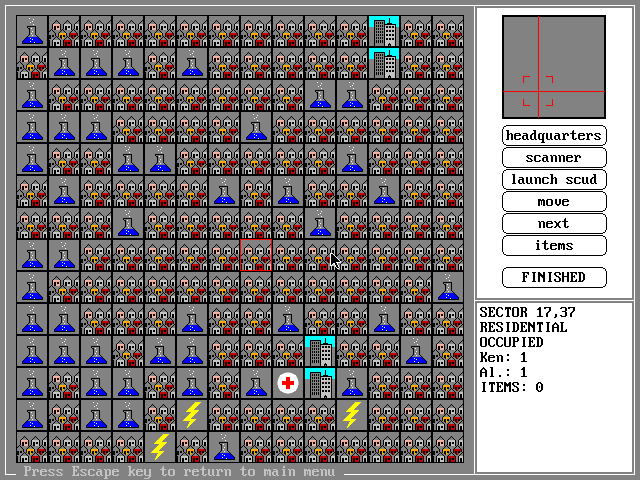 headquarters
scanner
launch scud
move
next
items
FINISHED
SECTOR 17,37
RESIDENTIAL
OCCUPIED
Ken: 1
Al.: 1
ITEMS: 0
Press Escape key to return to main menu